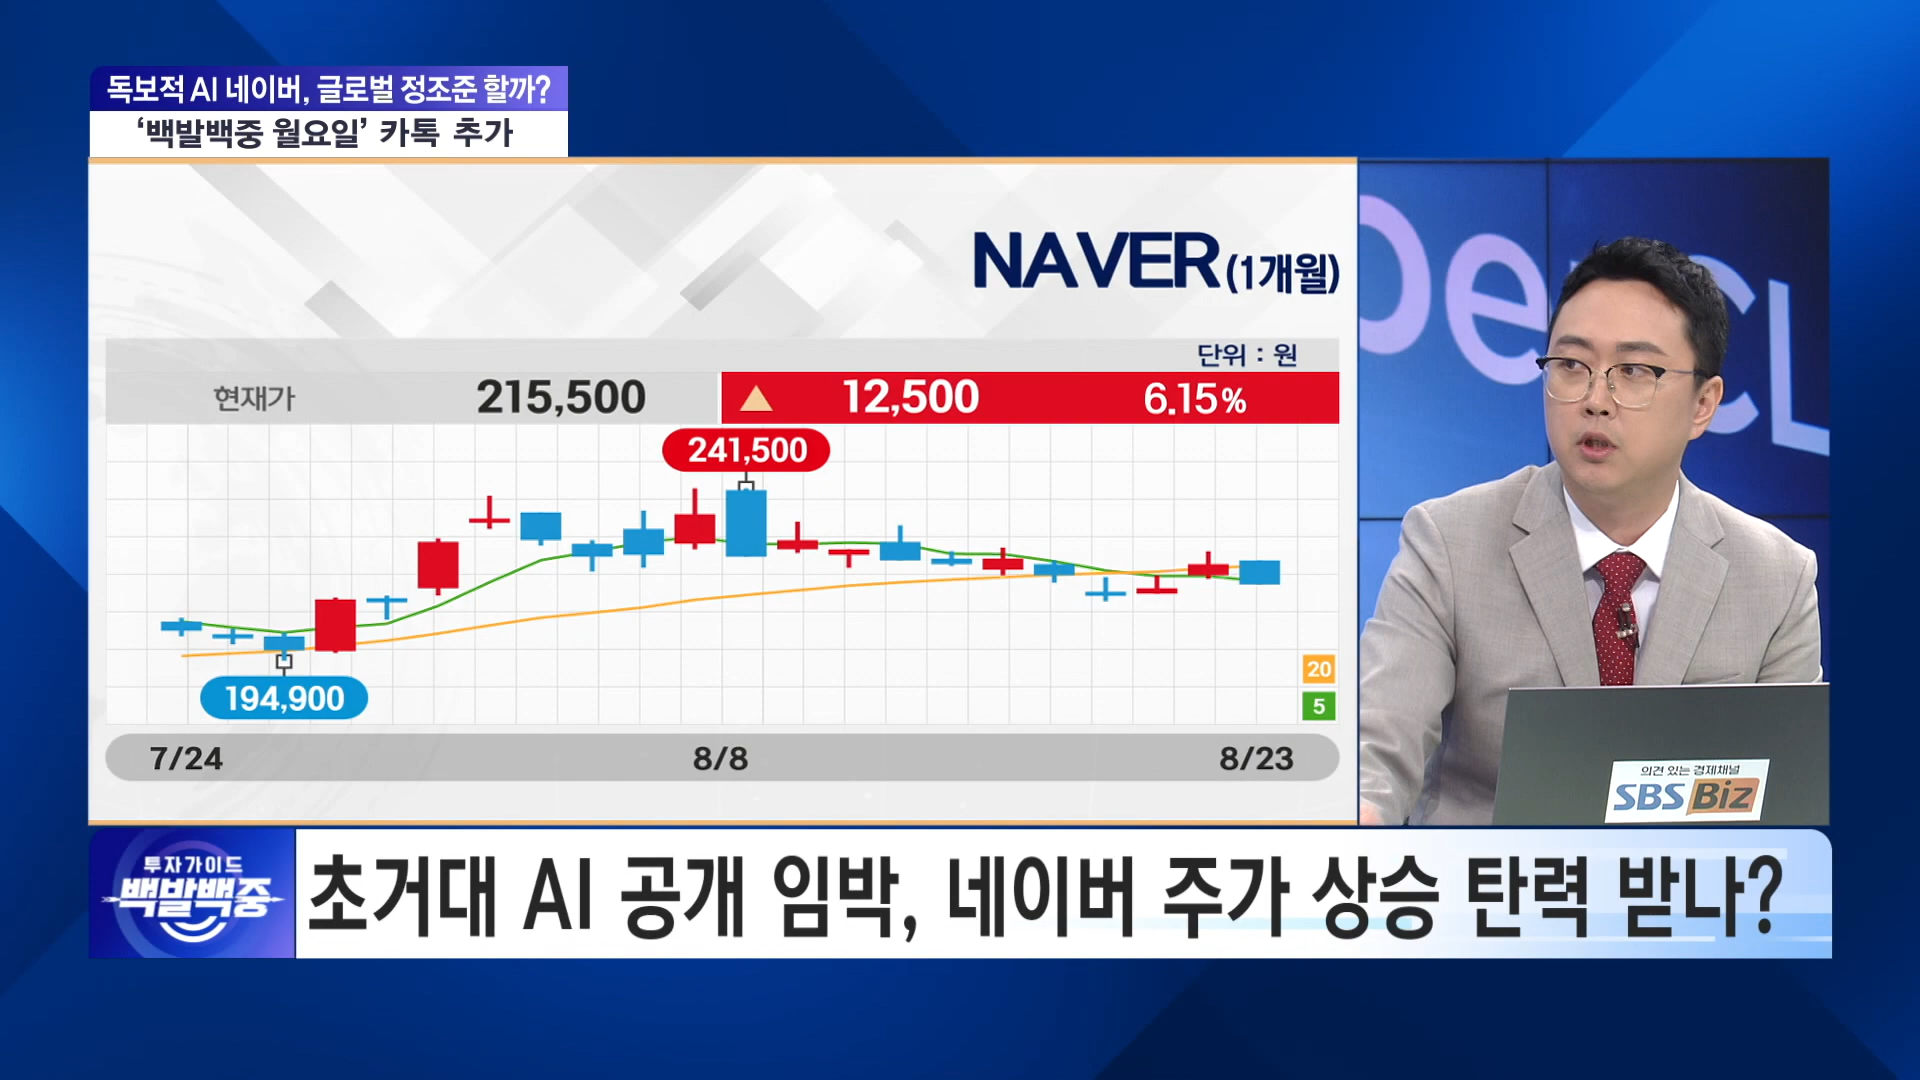 독보적 AI 네이버, 글로벌 정조준 할까?
‘백발백중 월요일’ 카톡 추가
NAVER(1개월)
단위 : 원
현재가 215,500 ▲ 12,500 6.15%
241,500
194,900
20
5
7/24 8/8 8/23
의견 있는 경제채널
SBS Biz
투자가이드
백발백중
초거대 AI 공개 임박, 네이버 주가 상승 탄력 받나?